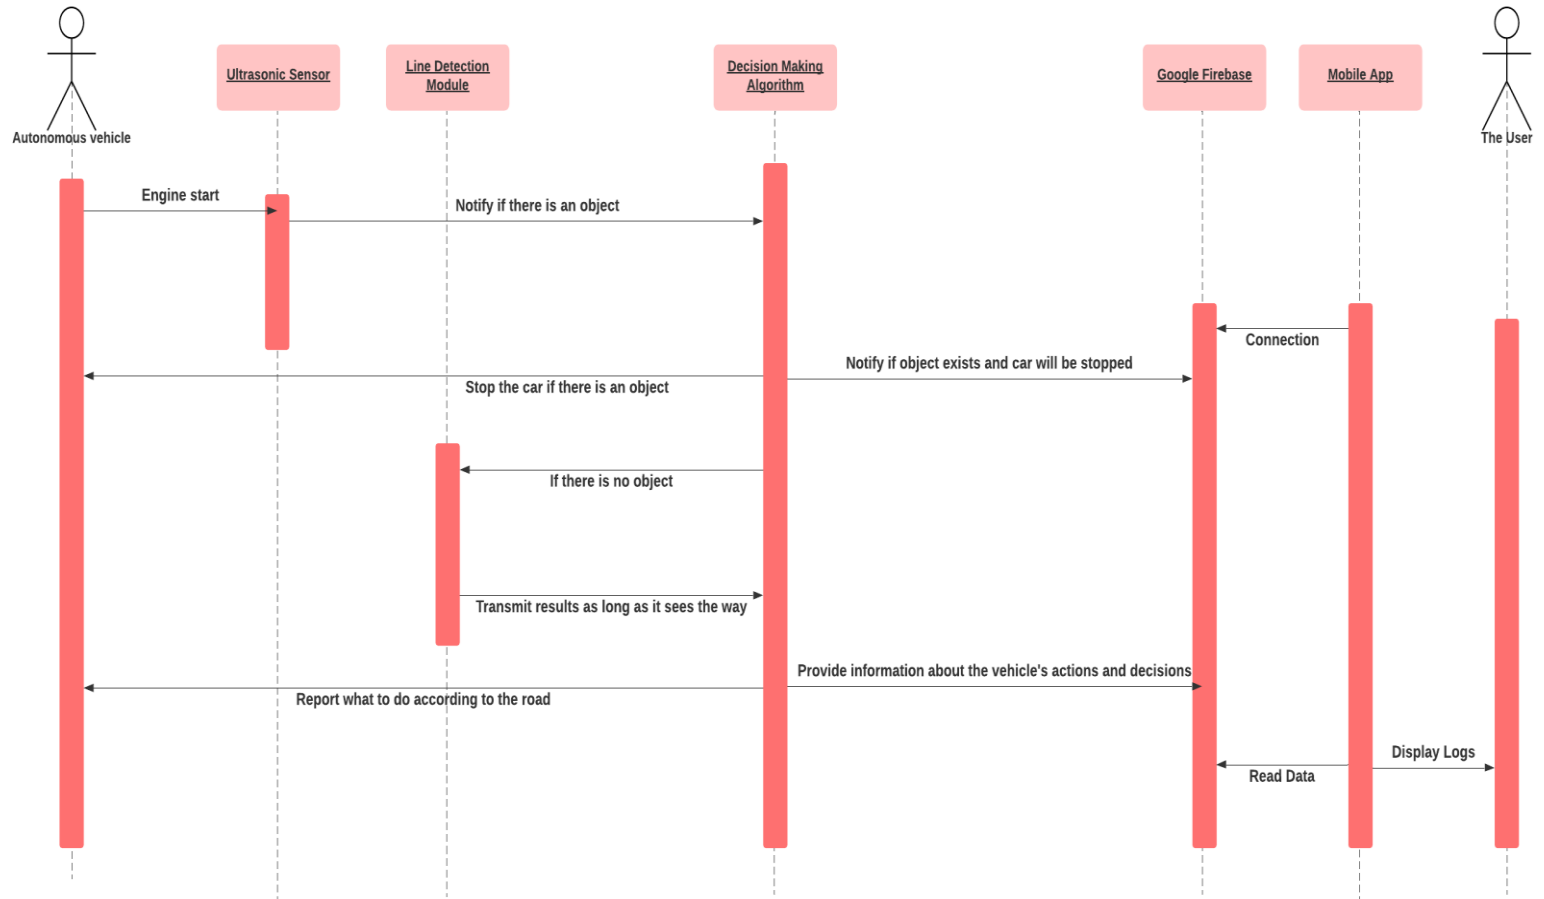 Ultrasonic Sensor
Line Detection
Module
Decision Making
Algorithm
Google Firebase
Mobile App
Autonomous vehicle
The User
Engine start
Notify if there is an object
Connection
Notify if object exists and car will be stopped
Stop the car if there is an object
If there is no object
Transmit results as long as it sees the way
Provide information about the vehicle's actions and decisions
Report what to do according to the road
Display Logs
Read Data